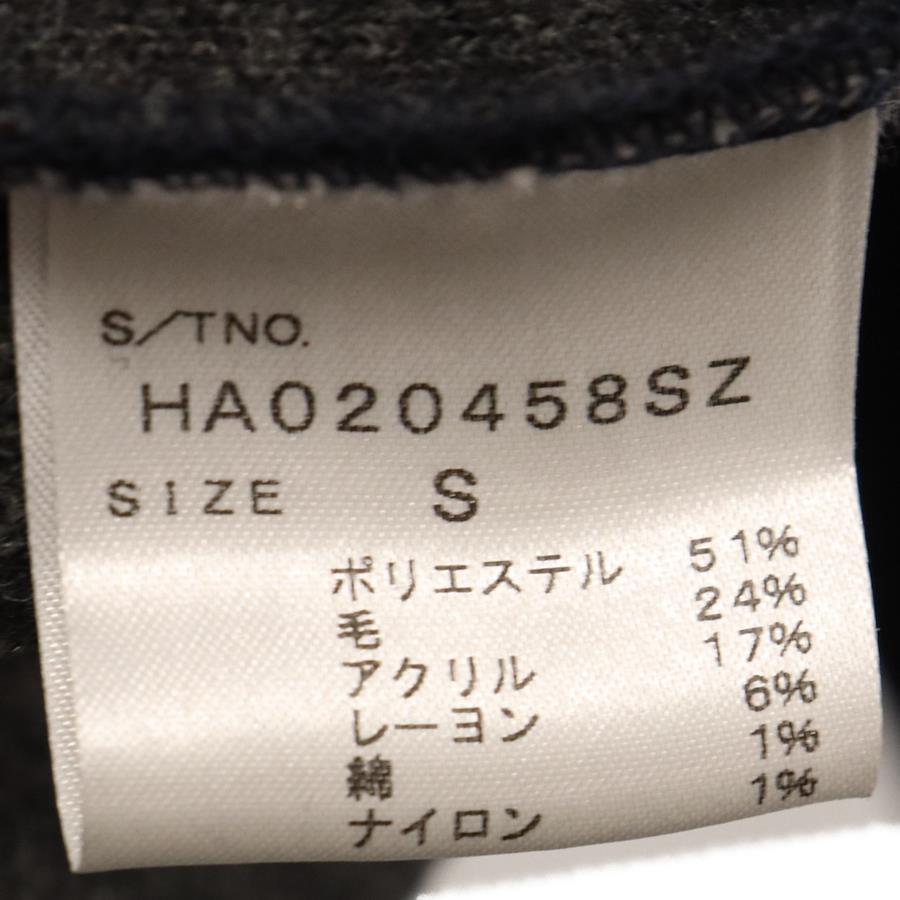 S/TNO.
HA020458SZ
SIZE S
ポリエステル 51%
毛 24%
アクリル 17%
レーヨン 6%
綿 1%
ナイロン 1%